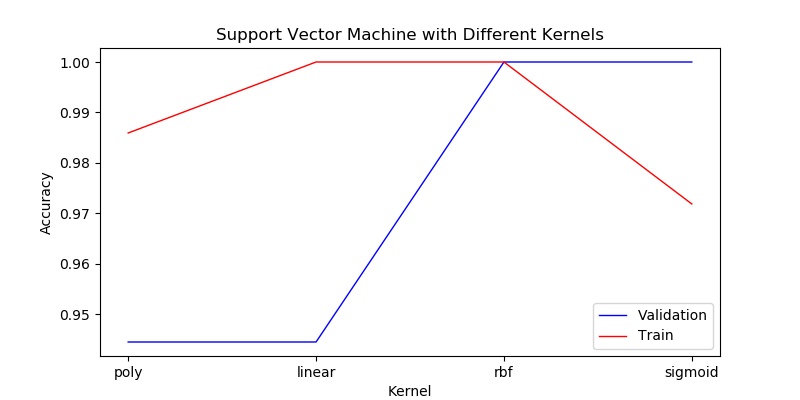 Support Vector Machine with Different Kernels
1.00
0.99
0.98
0.97
0.96
0.95
Accuracy
poly linear rbf sigmoid
Kernel
Validation
Train